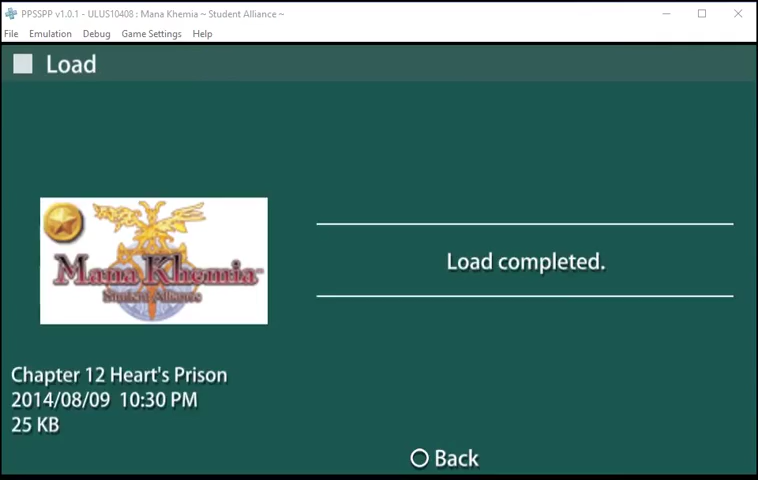 PPSSPP v1.0.1 - ULUS10408 : Mana Khemia ~ Student Alliance ~
File Emulation Debug Game Settings Help
Load
Mana Khemia
Student Alliance
Load completed.
Chapter 12 Heart's Prison
2014/08/09 10:30 PM
25 KB
Back